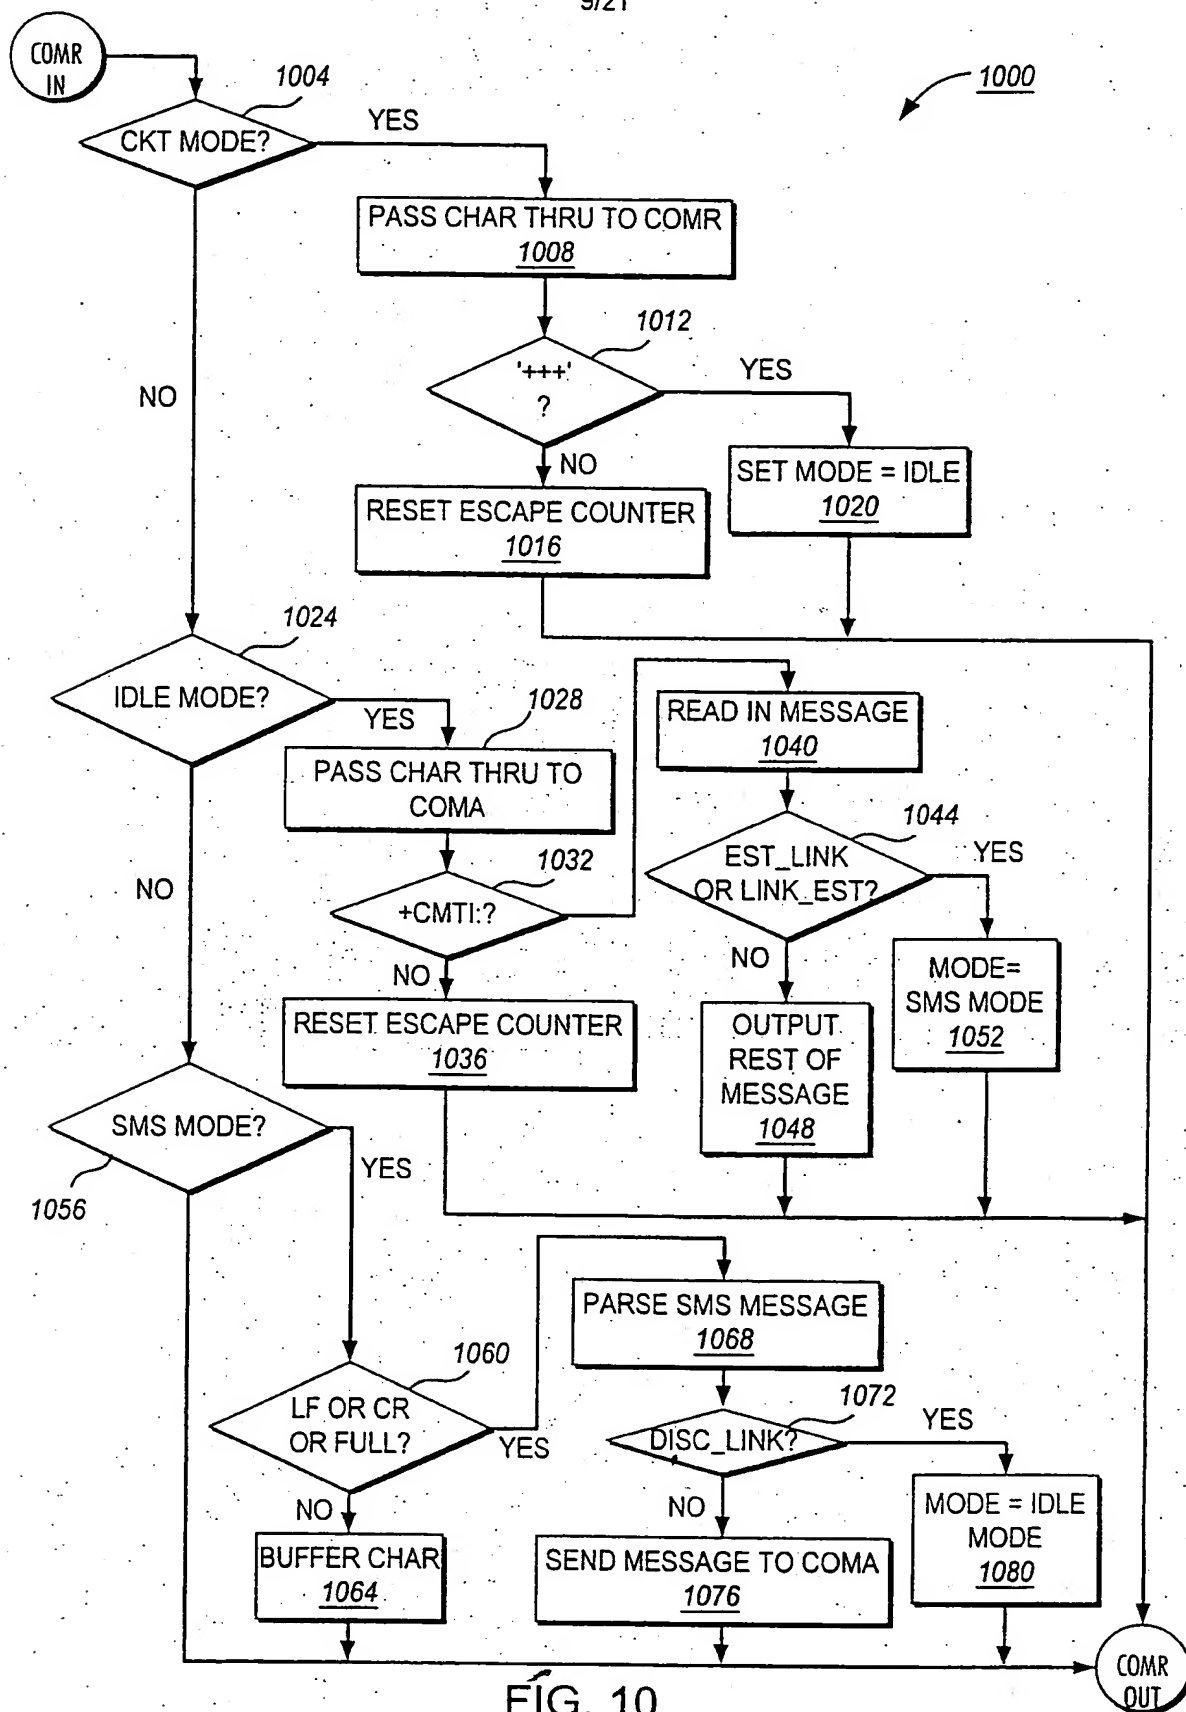 9/21
COMR
IN
1004
1000
CKT MODE?
YES
PASS CHAR THRU TO COMR
1008
1012
'+++'
?
YES
NO
NO
SET MODE = IDLE
1020
RESET ESCAPE COUNTER
1016
1024
IDLE MODE?
YES
1028
READ IN MESSAGE
1040
PASS CHAR THRU TO
COMA
1044
EST_LINK
OR LINK_EST?
YES
1032
+CMTI:?
NO
NO
NO
MODE=
SMS MODE
1052
RESET ESCAPE COUNTER
1036
OUTPUT
REST OF
MESSAGE
1048
SMS MODE?
YES
1056
PARSE SMS MESSAGE
1068
1060
LF OR CR
OR FULL?
YES
1072
DISC_LINK?
YES
NO
NO
MODE = IDLE
MODE
1080
BUFFER CHAR
1064
SEND MESSAGE TO COMA
1076
COMR
OUT
FIG. 10